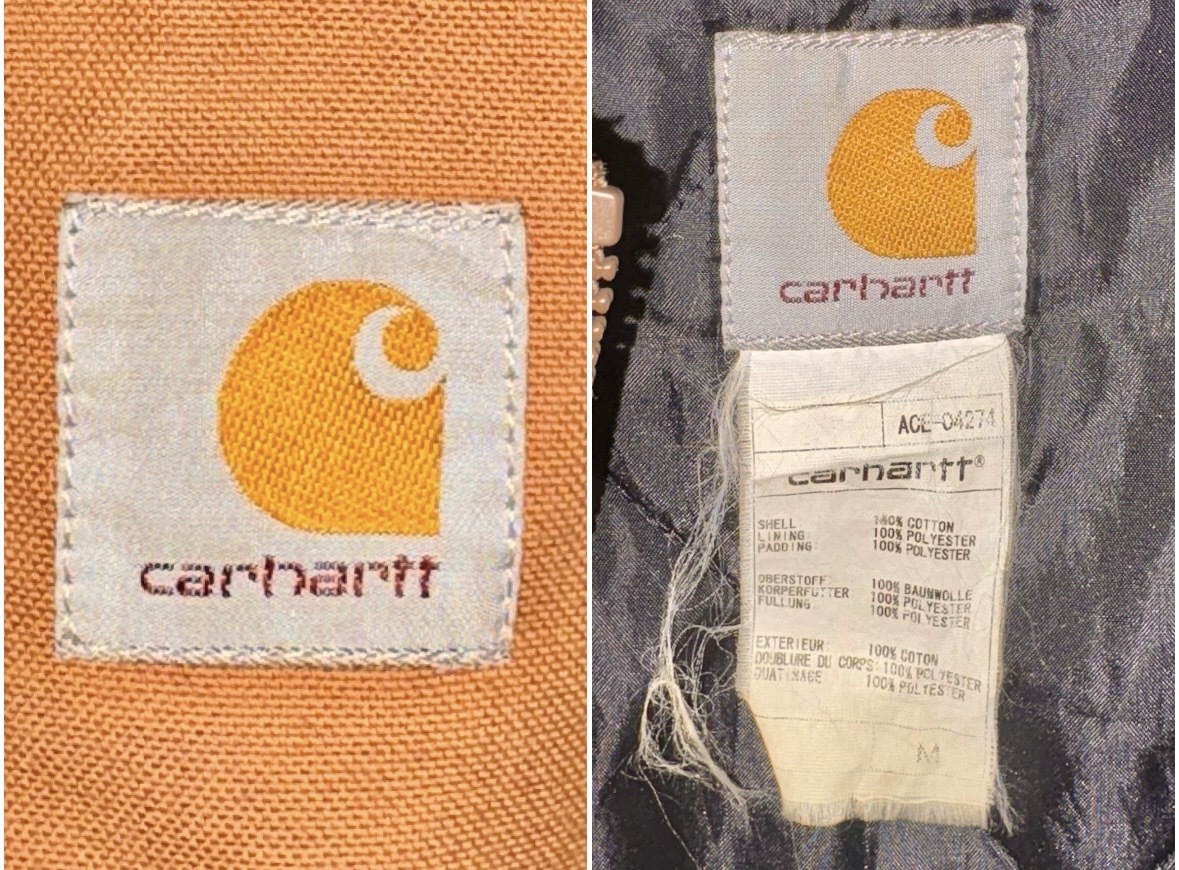 carhartt
carhartt
ACE-04274
carhartt®
SHELL 100% COTTON
LINING 100% POLYESTER
PADDING 100% POLYESTER
OBERSTOFF 100% BAUMWOLLE
KORPERFUTTER 100% POLYESTER
FULLUNG 100% POLYESTER
EXTERIEUR: 100% COTON
DOUBLURE DU CORPS: 100% POLYESTER
OUATINAGE 100% POLYESTER
M